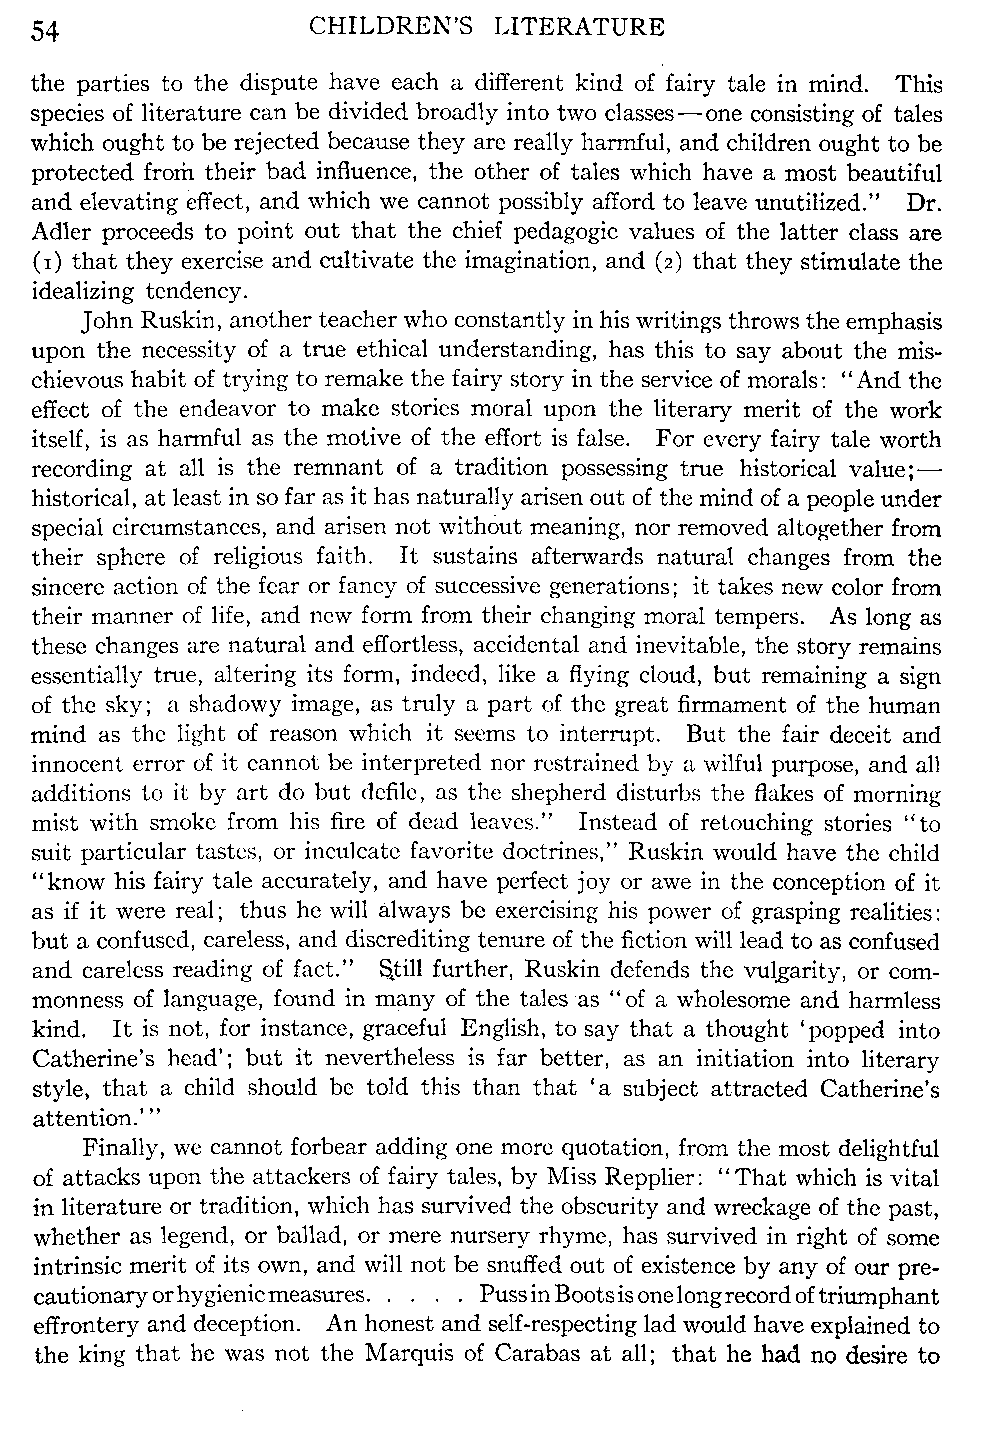 54 CHILDREN'S LITERATURE
the parties to the dispute have each a different kind of fairy tale in mind. This
species of literature can be divided broadly into two classes—one consisting of tales
which ought to be rejected because they are really harmful, and children ought to be
protected from their bad influence, the other of tales which have a most beautiful
and elevating effect, and which we cannot possibly afford to leave unutilized." Dr.
Adler proceeds to point out that the chief pedagogic values of the latter class are
(1) that they exercise and cultivate the imagination, and (2) that they stimulate the
idealizing tendency.
John Ruskin, another teacher who constantly in his writings throws the emphasis
upon the necessity of a true ethical understanding, has this to say about the mis-
chievous habit of trying to remake the fairy story in the service of morals: "And the
effect of the endeavor to make stories moral upon the literary merit of the work
itself, is as harmful as the motive of the effort is false. For every fairy tale worth
recording at all is the remnant of a tradition possessing true historical value;—
historical, at least in so far as it has naturally arisen out of the mind of a people under
special circumstances, and arisen not without meaning, nor removed altogether from
their sphere of religious faith. It sustains afterwards natural changes from the
sincere action of the fear or fancy of successive generations; it takes new color from
their manner of life, and new form from their changing moral tempers. As long as
these changes are natural and effortless, accidental and inevitable, the story remains
essentially true, altering its form, indeed, like a flying cloud, but remaining a sign
of the sky; a shadowy image, as truly a part of the great firmament of the human
mind as the light of reason which it seems to interrupt. But the fair deceit and
innocent error of it cannot be interpreted nor restrained by a wilful purpose, and all
additions to it by art do but defile, as the shepherd disturbs the flakes of morning
mist with smoke from his fire of dead leaves." Instead of retouching stories "to
suit particular tastes, or inculcate favorite doctrines," Ruskin would have the child
"know his fairy tale accurately, and have perfect joy or awe in the conception of it
as if it were real; thus he will always be exercising his power of grasping realities:
but a confused, careless, and discrediting tenure of the fiction will lead to as confused
and careless reading of fact." Still further, Ruskin defends the vulgarity, or com-
monness of language, found in many of the tales as "of a wholesome and harmless
kind. It is not, for instance, graceful English, to say that a thought 'popped into
Catherine's head'; but it nevertheless is far better, as an initiation into literary
style, that a child should be told this than that 'a subject attracted Catherine's
attention.'"
Finally, we cannot forbear adding one more quotation, from the most delightful
of attacks upon the attackers of fairy tales, by Miss Repplier: "That which is vital
in literature or tradition, which has survived the obscurity and wreckage of the past,
whether as legend, or ballad, or mere nursery rhyme, has survived in right of some
intrinsic merit of its own, and will not be snuffed out of existence by any of our pre-
cautionary or hygienic measures. . . . . . Puss in Boots is one long record of triumphant
effrontery and deception. An honest and self-respecting lad would have explained to
the king that he was not the Marquis of Carabas at all; that he had no desire to